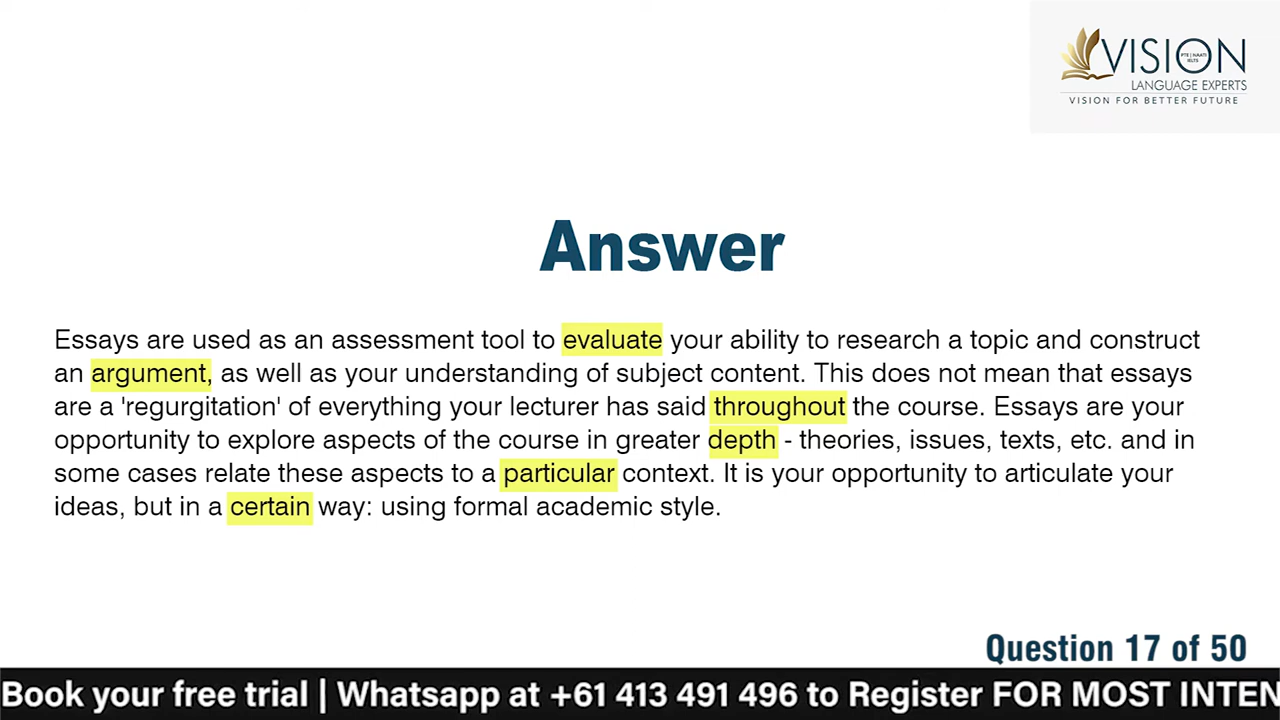 VISION
PTE | NAATI
IELTS
LANGUAGE EXPERTS
VISION FOR BETTER FUTURE
Answer
Essays are used as an assessment tool to evaluate your ability to research a topic and construct
an argument, as well as your understanding of subject content. This does not mean that essays
are a 'regurgitation' of everything your lecturer has said throughout the course. Essays are your
opportunity to explore aspects of the course in greater depth - theories, issues, texts, etc. and in
some cases relate these aspects to a particular context. It is your opportunity to articulate your
ideas, but in a certain way: using formal academic style.
Question 17 of 50
Book your free trial | Whatsapp at +61 413 491 496 to Register FOR MOST INTEN